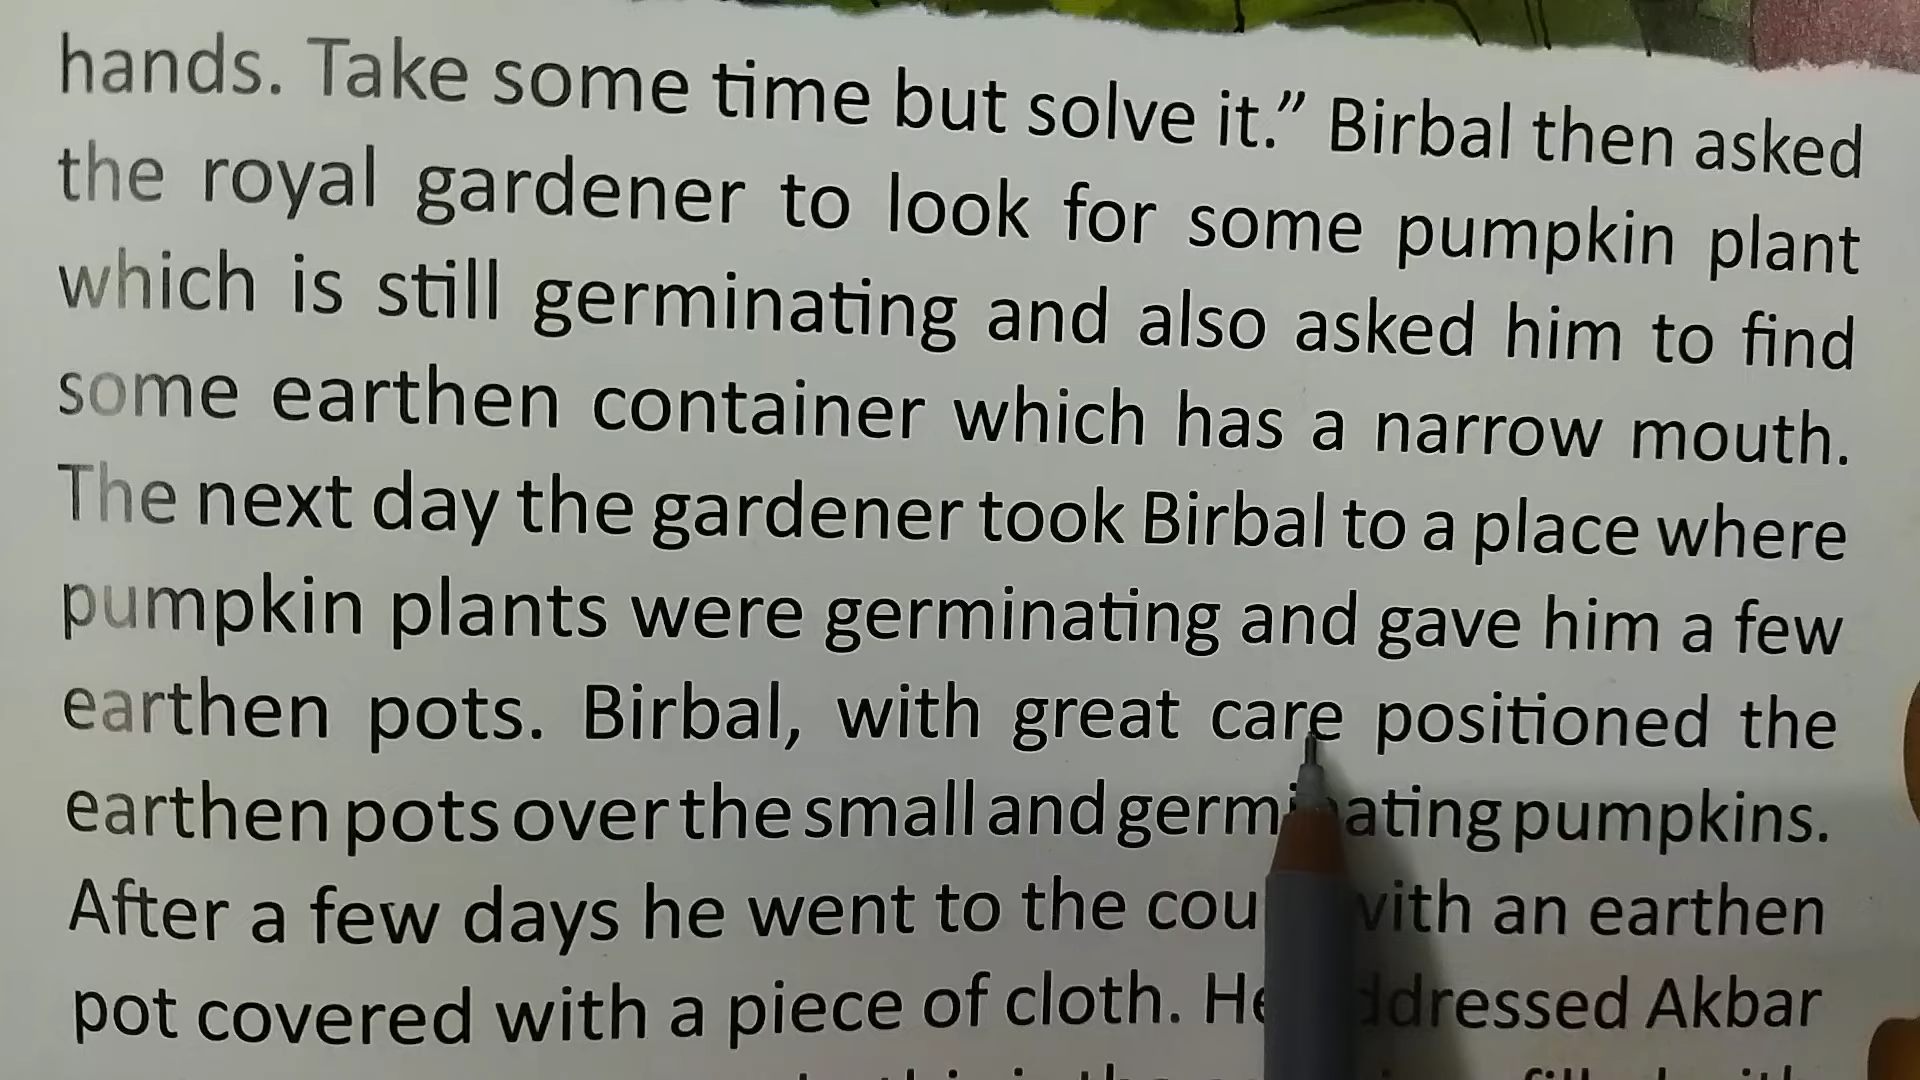 hands. Take some time but solve it.” Birbal then asked
the royal gardener to look for some pumpkin plant
which is still germinating and also asked him to find
some earthen container which has a narrow mouth.
The next day the gardener took Birbal to a place where
pumpkin plants were germinating and gave him a few
earthen pots. Birbal, with great care positioned the
earthen pots over the small and germinating pumpkins.
After a few days he went to the with an earthen
pot covered with a piece of cloth. He addressed Akbar